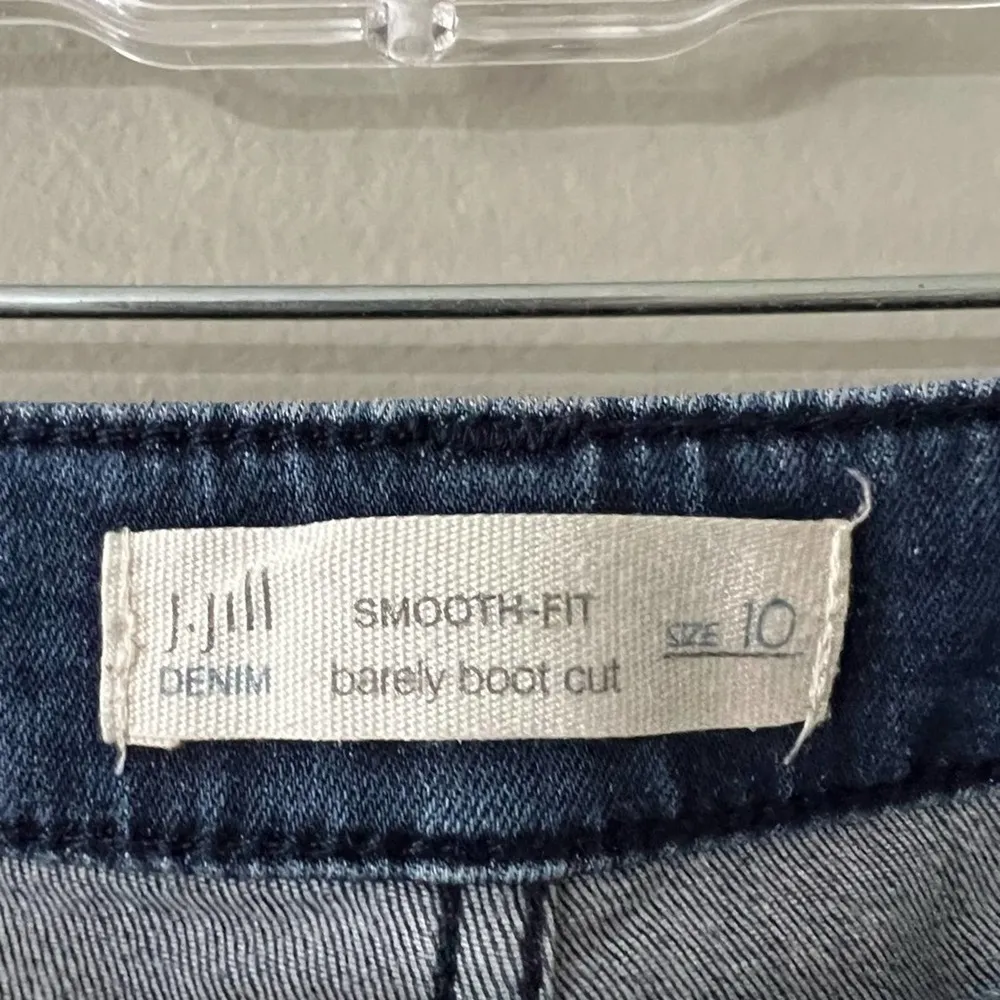 J.Jill
DENIM
SMOOTH-FIT
barely boot cut
SIZE 10